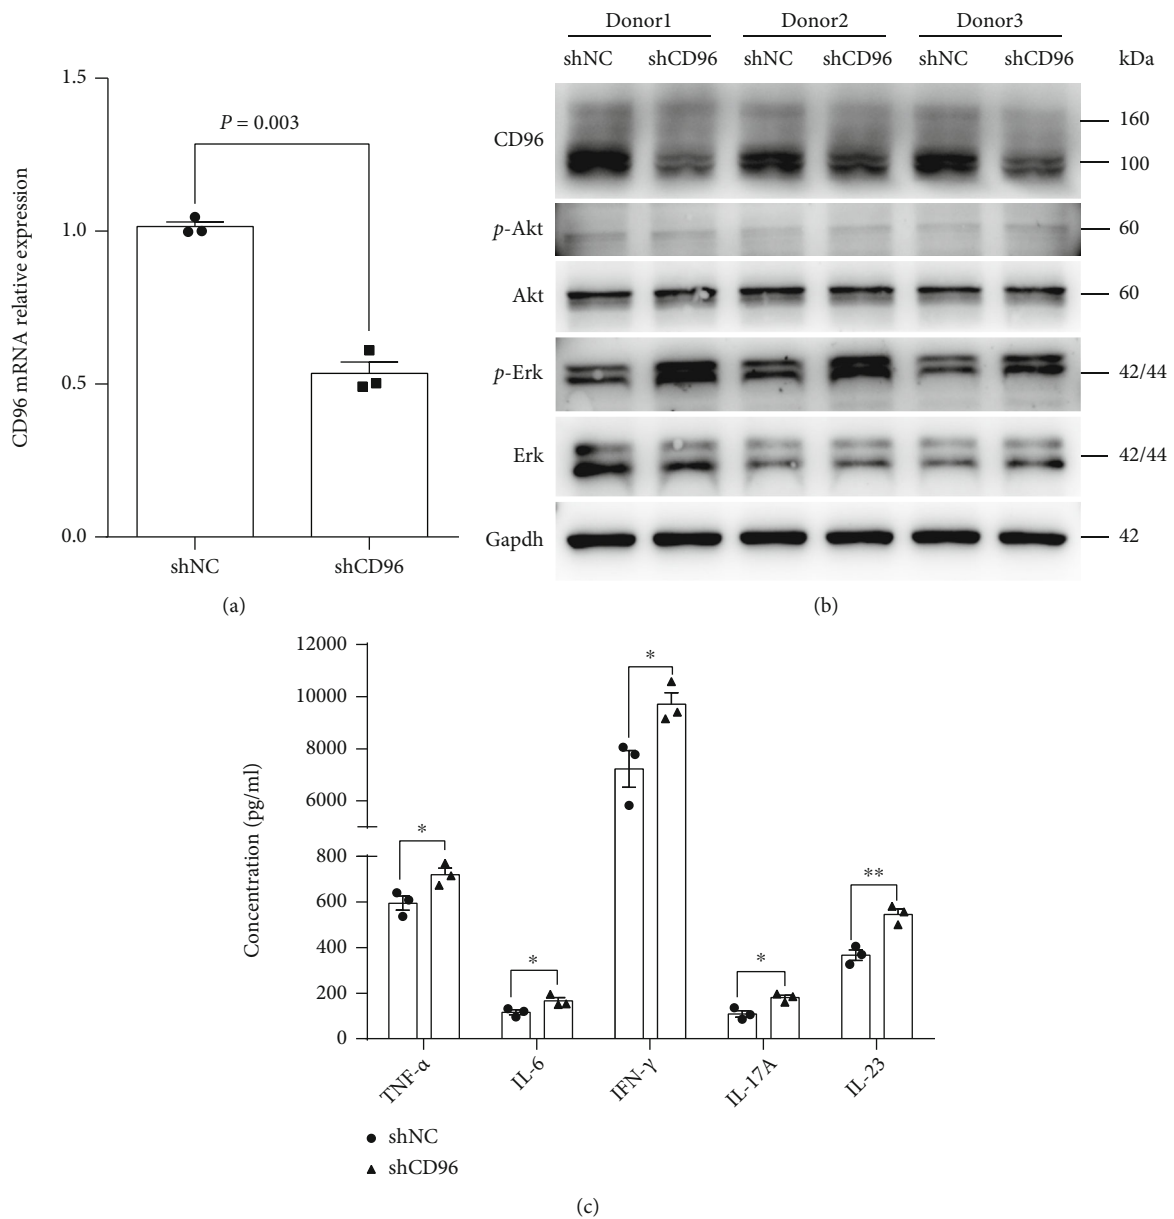 Donor1 Donor2 Donor3
shNC shCD96 shNC shCD96 shNC shCD96 kDa
CD96 mRNA relative expression
1.5
1.0
0.5
0.0
P = 0.003
shNC shCD96
(a)
CD96
160
100
p-Akt
60
Akt
60
p-Erk
42/44
Erk
42/44
Gapdh
42
(b)
Concentration (pg/ml)
12000
10000
8000
6000
800
600
400
200
0
*
*
*
*
**
TNF-α IL-6 IFN-γ IL-17A IL-23
shNC
shCD96
(c)